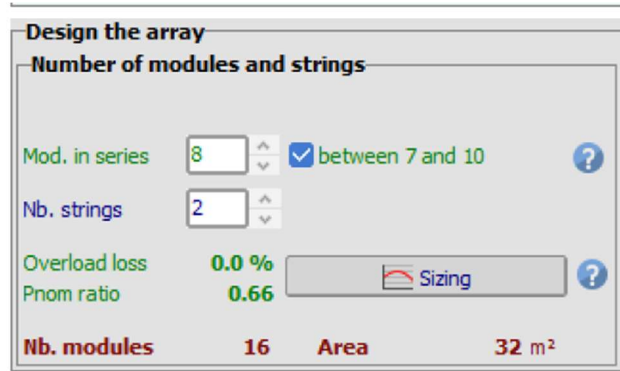 Design the array
Number of modules and strings
Mod. in series 8 between 7 and 10 ?
Nb. strings 2
Overload loss 0.0 %
Pnom ratio 0.66
Sizing ?
Nb. modules 16 Area 32 m²